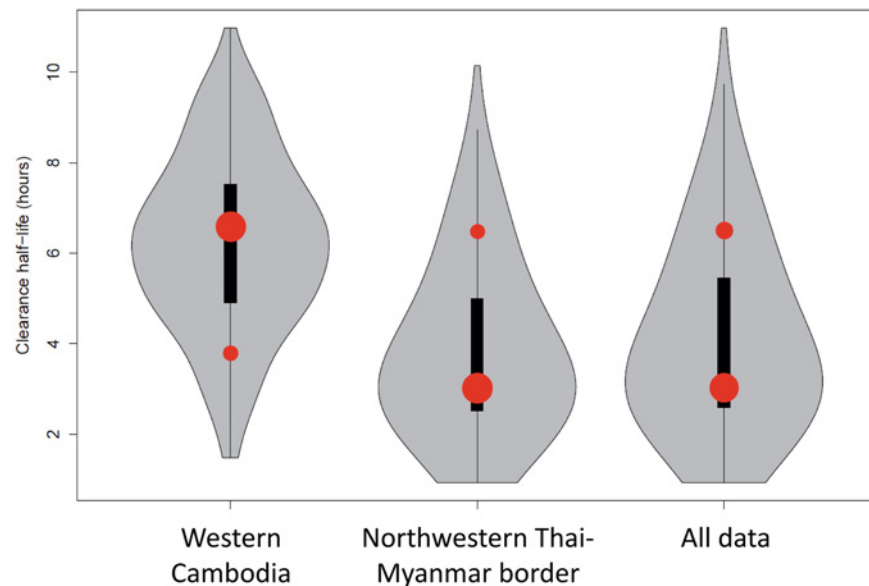 Clearance half-life (hours)
10
8
6
4
2
Western
Cambodia
Northwestern Thai-
Myanmar border
All data